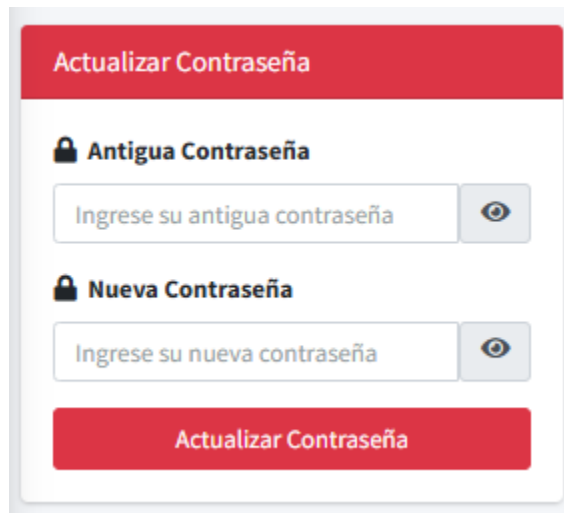 Actualizar Contraseña
Antigua Contraseña
Ingrese su antigua contraseña
Nueva Contraseña
Ingrese su nueva contraseña
Actualizar Contraseña